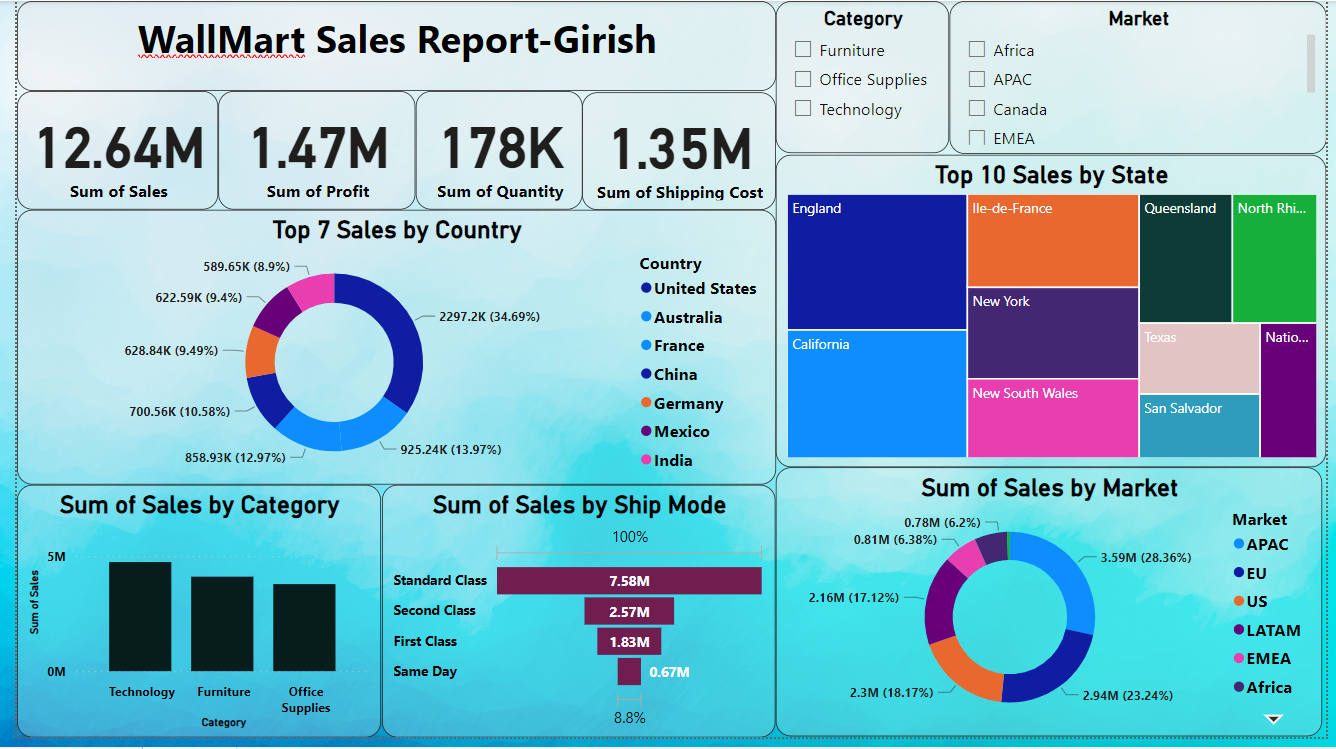 WallMart Sales Report-Girish
Category
Furniture
Office Supplies
Technology
Market
Africa
APAC
Canada
EMEA
12.64M
Sum of Sales
1.47M
Sum of Profit
178K
Sum of Quantity
1.35M
Sum of Shipping Cost
Top 7 Sales by Country
589.65K (8.9%)
622.59K (9.4%)
628.84K (9.49%)
700.56K (10.58%)
858.93K (12.97%)
2297.2K (34.69%)
925.24K (13.97%)
Country
United States
Australia
France
China
Germany
Mexico
India
Top 10 Sales by State
England
California
Ile-de-France
New York
New South Wales
Queensland
North Rhi...
Texas
San Salvador
Natio...
Sum of Sales by Category
Sum of Sales
5M
0M
Technology
Furniture
Office
Supplies
Category
Sum of Sales by Ship Mode
100%
Standard Class 7.58M
Second Class 2.57M
First Class 1.83M
Same Day 0.67M
8.8%
Sum of Sales by Market
0.78M (6.2%)
0.81M (6.38%)
2.16M (17.12%)
2.3M (18.17%)
3.59M (28.36%)
2.94M (23.24%)
Market
APAC
EU
US
LATAM
EMEA
Africa